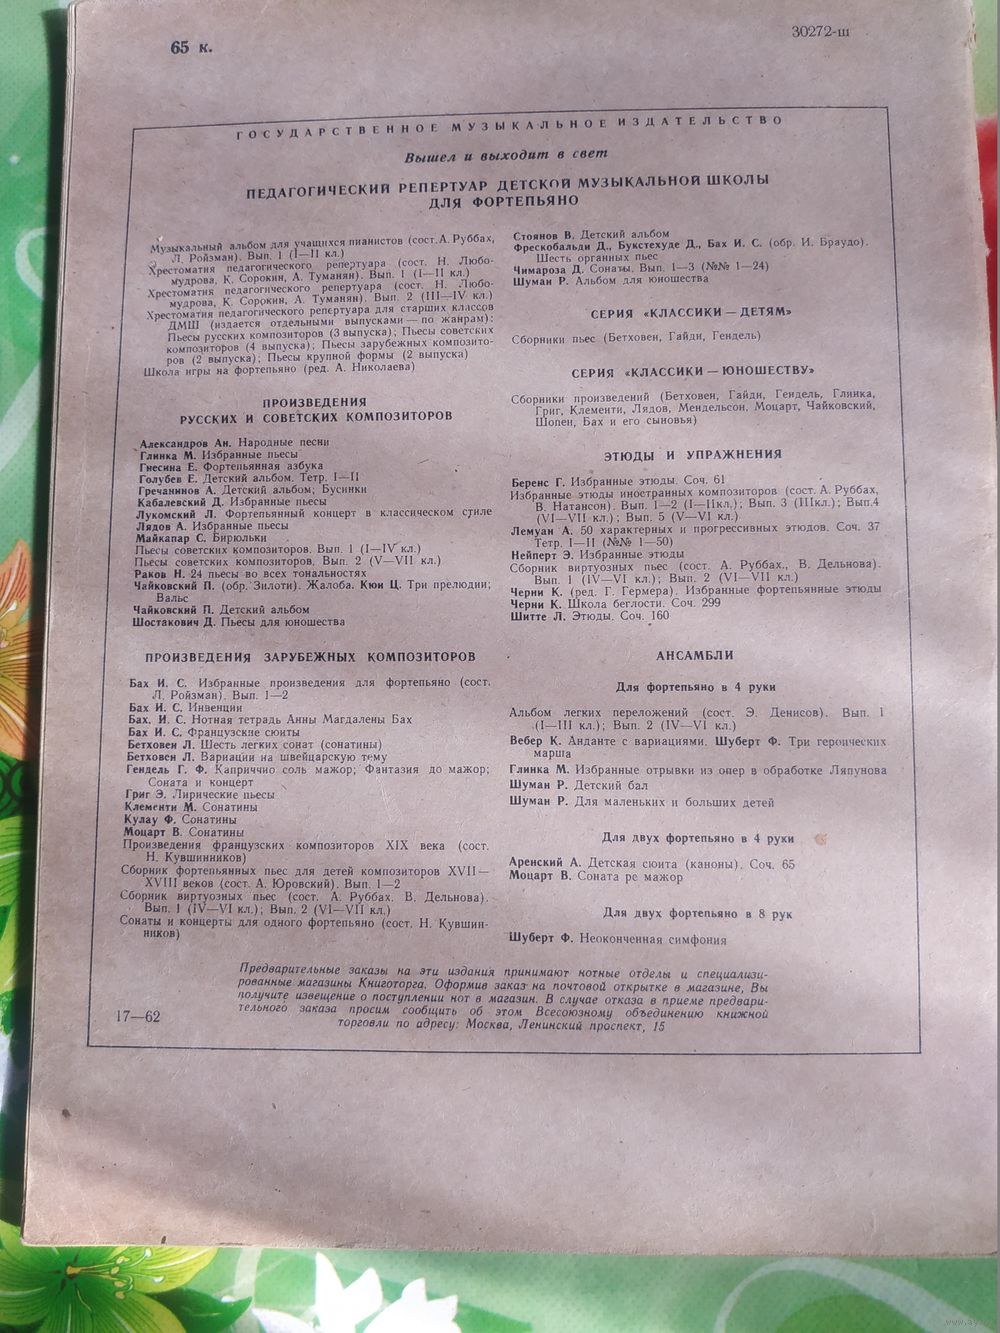 65 к.
30272-ш
ГОСУДАРСТВЕННОЕ МУЗЫКАЛЬНОЕ ИЗДАТЕЛЬСТВО
Вышел и выходит в свет
ПЕДАГОГИЧЕСКИЙ РЕПЕРТУАР ДЕТСКОЙ МУЗЫКАЛЬНОЙ ШКОЛЫ
ДЛЯ ФОРТЕПЬЯНО
Музыкальный альбом для учащихся пианистов (сост. А. Руббах,
Л. Ройзман). Вып. 1 (I—II кл.)
Хрестоматия педагогического репертуара (сост. Н. Любо-
мудрова, К. Сорокин, А. Туманян). Вып. 1 (I—II кл.)
Хрестоматия педагогического репертуара (сост. Н. Любо-
мудрова, К. Сорокин, А. Туманян). Вып. 2 (III—IV кл.)
Хрестоматия педагогического репертуара для старших классов
ДМШ (издается отдельными выпусками — по жанрам):
Пьесы русских композиторов (3 выпуска); Пьесы советских
композиторов (4 выпуска); Пьесы зарубежных композито-
ров (2 выпуска); Пьесы крупной формы (2 выпуска)
Школа игры на фортепьяно (ред. А. Николаева)
ПРОИЗВЕДЕНИЯ
РУССКИХ И СОВЕТСКИХ КОМПОЗИТОРОВ
Александров Ан. Народные песни
Глинка М. Избранные пьесы
Гнесина Е. Фортепьянная азбука
Голубев Е. Детский альбом. Тетр. I—II
Гречанинов А. Детский альбом; Бусинки
Кабалевский Д. Избранные пьесы
Лукомский Л. Фортепьянный концерт в классическом стиле
Лядов А. Избранные пьесы
Майкапар С. Бирюльки
Пьесы советских композиторов. Вып. 1 (I—IV кл.)
Пьесы советских композиторов. Вып. 2 (V—VII кл.)
Раков Н. 24 пьесы во всех тональностях
Чайковский П. (обр. Зилоти). Жалоба. Кюи Ц. Три прелюдии;
Вальс
Чайковский П. Детский альбом
Шостакович Д. Пьесы для юношества
ПРОИЗВЕДЕНИЯ ЗАРУБЕЖНЫХ КОМПОЗИТОРОВ
Бах И. С. Избранные произведения для фортепьяно (сост.
Л. Ройзман). Вып. 1—2
Бах И. С. Инвенции
Бах. И. С. Нотная тетрадь Анны Магдалены Бах
Бах И. С. Французские сюиты
Бетховен Л. Шесть легких сонат (сонатины)
Бетховен Л. Вариации на швейцарскую тему
Гендель Г. Ф. Каприччио соль мажор; Фантазия до мажор;
Соната и концерт
Григ Э. Лирические пьесы
Клементи М. Сонатины
Кулау Ф. Сонатины
Моцарт В. Сонатины
Произведения французских композиторов XIX века (сост.
Н. Кувшинников)
Сборник фортепьянных пьес для детей композиторов XVII—
XVIII веков (сост. А. Юровский). Вып. 1—2
Сборник виртуозных пьес (сост. А. Руббах, В. Дельнова).
Вып. 1 (IV—VI кл.); Вып. 2 (VI—VII кл.)
Сонаты и концерты для одного фортепьяно (сост. Н. Кувшин-
ников)
Стоянов В. Детский альбом
Фрескобальди Д., Букстехуде Д., Бах И. С. (обр. И. Браудо).
Шесть органных пьес
Чимароза Д. Сонаты. Вып. 1—3 (№№ 1—24)
Шуман Р. Альбом для юношества
СЕРИЯ «КЛАССИКИ — ДЕТЯМ»
Сборники пьес (Бетховен, Гайдн, Гендель)
СЕРИЯ «КЛАССИКИ — ЮНОШЕСТВУ»
Сборники произведений (Бетховен, Гайдн, Гендель, Глинка,
Григ, Клементи, Лядов, Мендельсон, Моцарт, Чайковский,
Шопен, Бах и его сыновья)
ЭТЮДЫ И УПРАЖНЕНИЯ
Беренс Г. Избранные этюды. Соч. 61
Избранные этюды иностранных композиторов (сост. А. Руббах,
В. Натансон). Вып. 1—2 (I—IIкл.); Вып. 3 (IIIкл.); Вып.4
(VI—VII кл.); Вып. 5 (V—VI кл.)
Лемуан А. 50 характерных и прогрессивных этюдов. Соч. 37
Тетр. I—II (№№ 1—50)
Нейперт Э. Избранные этюды
Сборник виртуозных пьес (сост. А. Руббах., В. Дельнова).
Вып. 1 (IV—VI кл.); Вып. 2 (VI—VII кл.)
Черни К. (ред. Г. Гермера). Избранные фортепьянные этюды
Черни К. Школа беглости. Соч. 299
Шитте Л. Этюды. Соч. 160
АНСАМБЛИ
Для фортепьяно в 4 руки
Альбом легких переложений (сост. Э. Денисов). Вып. 1
(I—III кл.); Вып. 2 (IV—VI кл.)
Вебер К. Анданте с вариациями. Шуберт Ф. Три героических
марша
Глинка М. Избранные отрывки из опер в обработке Ляпунова
Шуман Р. Детский бал
Шуман Р. Для маленьких и больших детей
Для двух фортепьяно в 4 руки
Аренский А. Детская сюита (каноны). Соч. 65
Моцарт В. Соната ре мажор
Для двух фортепьяно в 8 рук
Шуберт Ф. Неоконченная симфония
Предварительные заказы на эти издания принимают нотные отделы и специализи-
рованные магазины Книготорга. Оформив заказ на почтовой открытке в магазине, Вы
получите извещение о поступлении нот в магазин. В случае отказа в приеме предвари-
тельного заказа просим сообщить об этом Всесоюзному объединению книжной
торговли по адресу: Москва, Ленинский проспект, 15
17—62